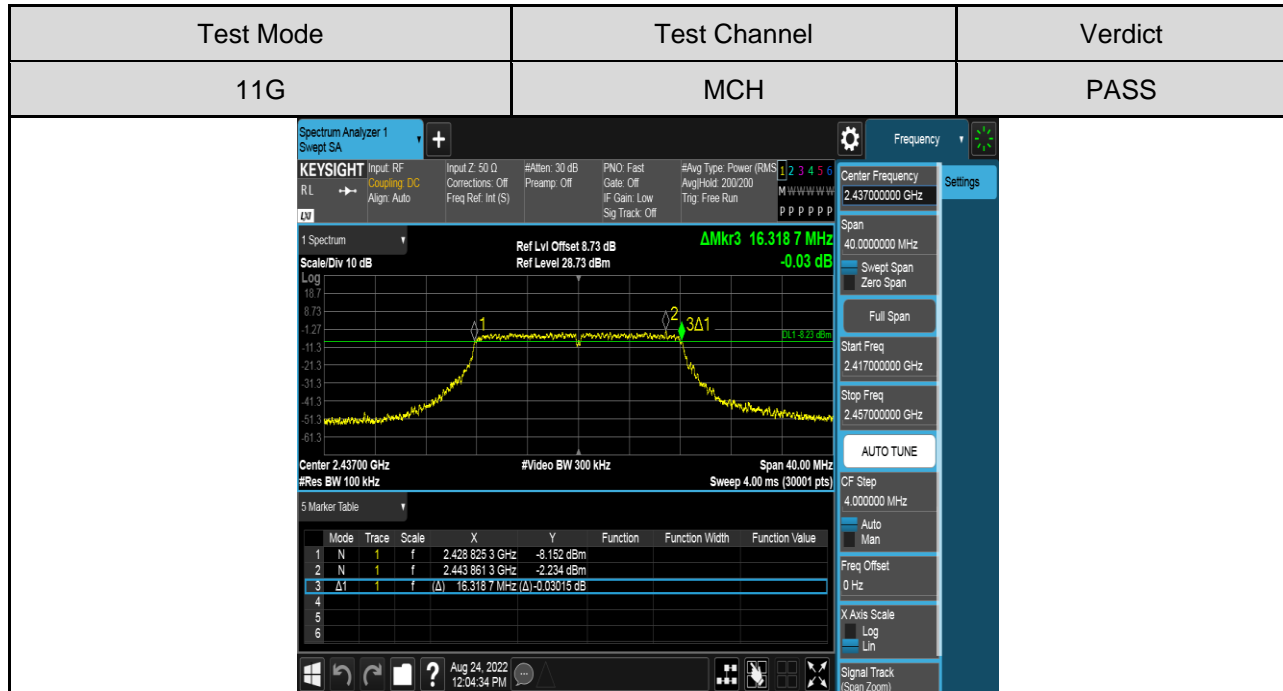 Test Mode Test Channel Verdict
11G MCH PASS
Spectrum Analyzer 1
Swept SA
+
Frequency
KEYSIGHT
RL
LXI
Input: RF
Coupling: DC
Align: Auto
Input Z: 50 Ω
Corrections: Off
Freq Ref: Int (S)
#Atten: 30 dB
Preamp: Off
PNO: Fast
Gate: Off
IF Gain: Low
Sig Track: Off
#Avg Type: Power (RMS
Avg|Hold: 200/200
Trig: Free Run
1 2 3 4 5 6
M W W W W W
P P P P P P
1 Spectrum
Scale/Div 10 dB
Ref Lvl Offset 8.73 dB
Ref Level 28.73 dBm
ΔMkr3 16.318 7 MHz
-0.03 dB
Log
18.7
8.73
-1.27
-11.3
-21.3
-31.3
-41.3
-51.3
-61.3
1
2
3Δ1
DL1 -8.23 dBm
Center 2.43700 GHz
#Res BW 100 kHz
#Video BW 300 kHz
Span 40.00 MHz
Sweep 4.00 ms (30001 pts)
5 Marker Table
Mode Trace Scale X Y Function Function Width Function Value
1 N 1 f 2.428 825 3 GHz -8.152 dBm
2 N 1 f 2.443 861 3 GHz -2.234 dBm
3 Δ1 1 f (Δ) 16.318 7 MHz (Δ) -0.03015 dB
4
5
6
?
Aug 24, 2022
12:04:34 PM
Center Frequency
2.437000000 GHz
Settings
Span
40.0000000 MHz
Swept Span
Zero Span
Full Span
Start Freq
2.417000000 GHz
Stop Freq
2.457000000 GHz
AUTO TUNE
CF Step
4.000000 MHz
Auto
Man
Freq Offset
0 Hz
X Axis Scale
Log
Lin
Signal Track
(Span Zoom)